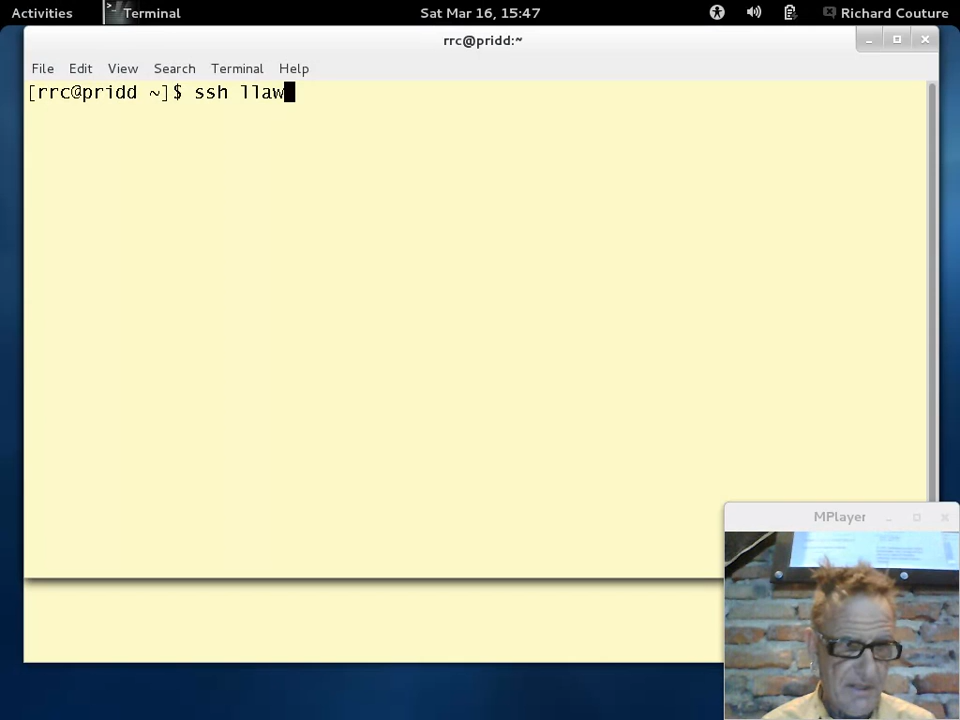 Activities Terminal Sat Mar 16, 15:47 Richard Couture
rrc@pridd:~
File Edit View Search Terminal Help
[rrc@pridd ~]$ ssh llaw
MPlayer